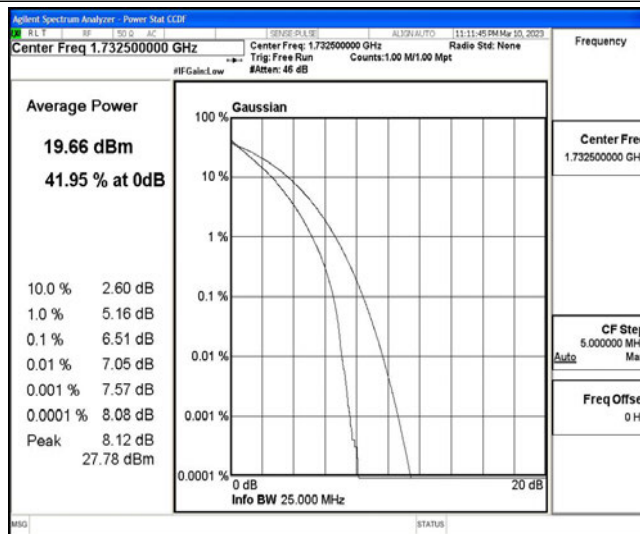 Agilent Spectrum Analyzer - Power Stat CCDF
RLT RF 50 Ω AC SENSE:PULSE ALIGN AUTO 11:11:45 PM Mar 10, 2023
Center Freq 1.732500000 GHz
Center Freq: 1.732500000 GHz Radio Std: None
Trig: Free Run Counts:1.00 M/1.00 Mpt
#IFGain:Low #Atten: 46 dB
Frequency
Average Power
19.66 dBm
41.95 % at 0dB
10.0 % 2.60 dB
1.0 % 5.16 dB
0.1 % 6.51 dB
0.01 % 7.05 dB
0.001 % 7.57 dB
0.0001 % 8.08 dB
Peak 8.12 dB
27.78 dBm
Gaussian
100 %
10 %
1 %
0.1 %
0.01 %
0.001 %
0.0001 %
0 dB 20 dB
Info BW 25.000 MHz
Center Fre
1.732500000 GH
CF Step
5.000000 MH
Auto Ma
Freq Offse
0 H
MSG STATUS